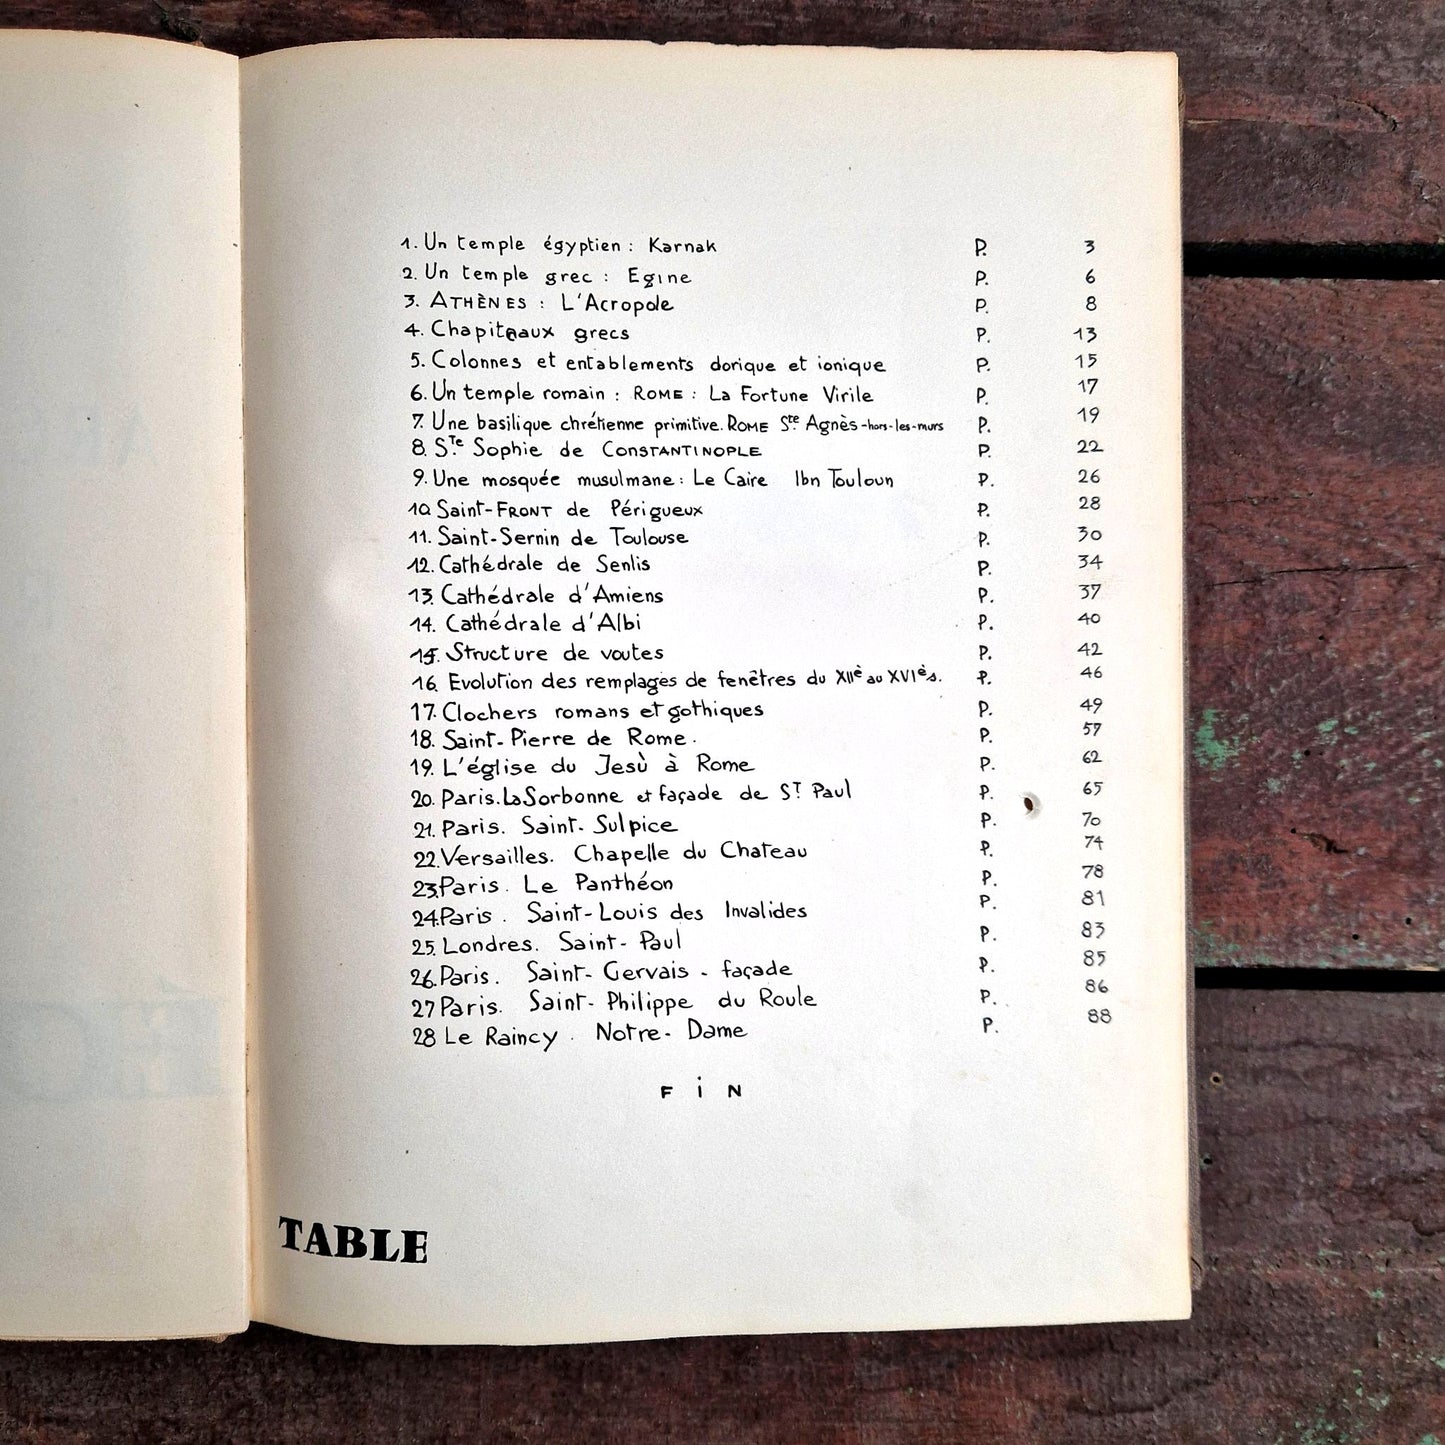 1. Un temple égyptien : Karnak P. 3
2. Un temple grec : Egine P. 6
3. ATHÈNES : L'Acropole P. 8
4. Chapiteaux grecs P. 13
5. Colonnes et entablements dorique et ionique P. 15
6. Un temple romain : ROME : La Fortune Virile P. 17
7. Une basilique chrétienne primitive. ROME Ste. Agnès-hors-les-murs P. 19
8. STe. Sophie de CONSTANTINOPLE P. 22
9. Une mosquée musulmane : Le Caire Ibn Touloun P. 26
10. Saint-FRONT de Périgueux P. 28
11. Saint-Sernin de Toulouse P. 30
12. Cathédrale de Senlis P. 34
13. Cathédrale d'Amiens P. 37
14. Cathédrale d'Albi P. 40
15. Structure de voutes P. 42
16. Evolution des remplages de fenêtres du XIIè au XVIès. P. 46
17. Clochers romans et gothiques P. 49
18. Saint-Pierre de Rome. P. 57
19. L'église du Jesù à Rome P. 62
20. Paris. La Sorbonne et façade de ST Paul P. 65
21. Paris. Saint-Sulpice P. 70
22. Versailles. Chapelle du Chateau P. 74
23. Paris. Le Panthéon P. 78
24. Paris. Saint-Louis des Invalides P. 81
25. Londres. Saint-Paul P. 83
26. Paris. Saint-Gervais - façade P. 85
27 Paris. Saint-Philippe du Roule P. 86
28 Le Raincy. Notre-Dame P. 88
FiN
TABLE